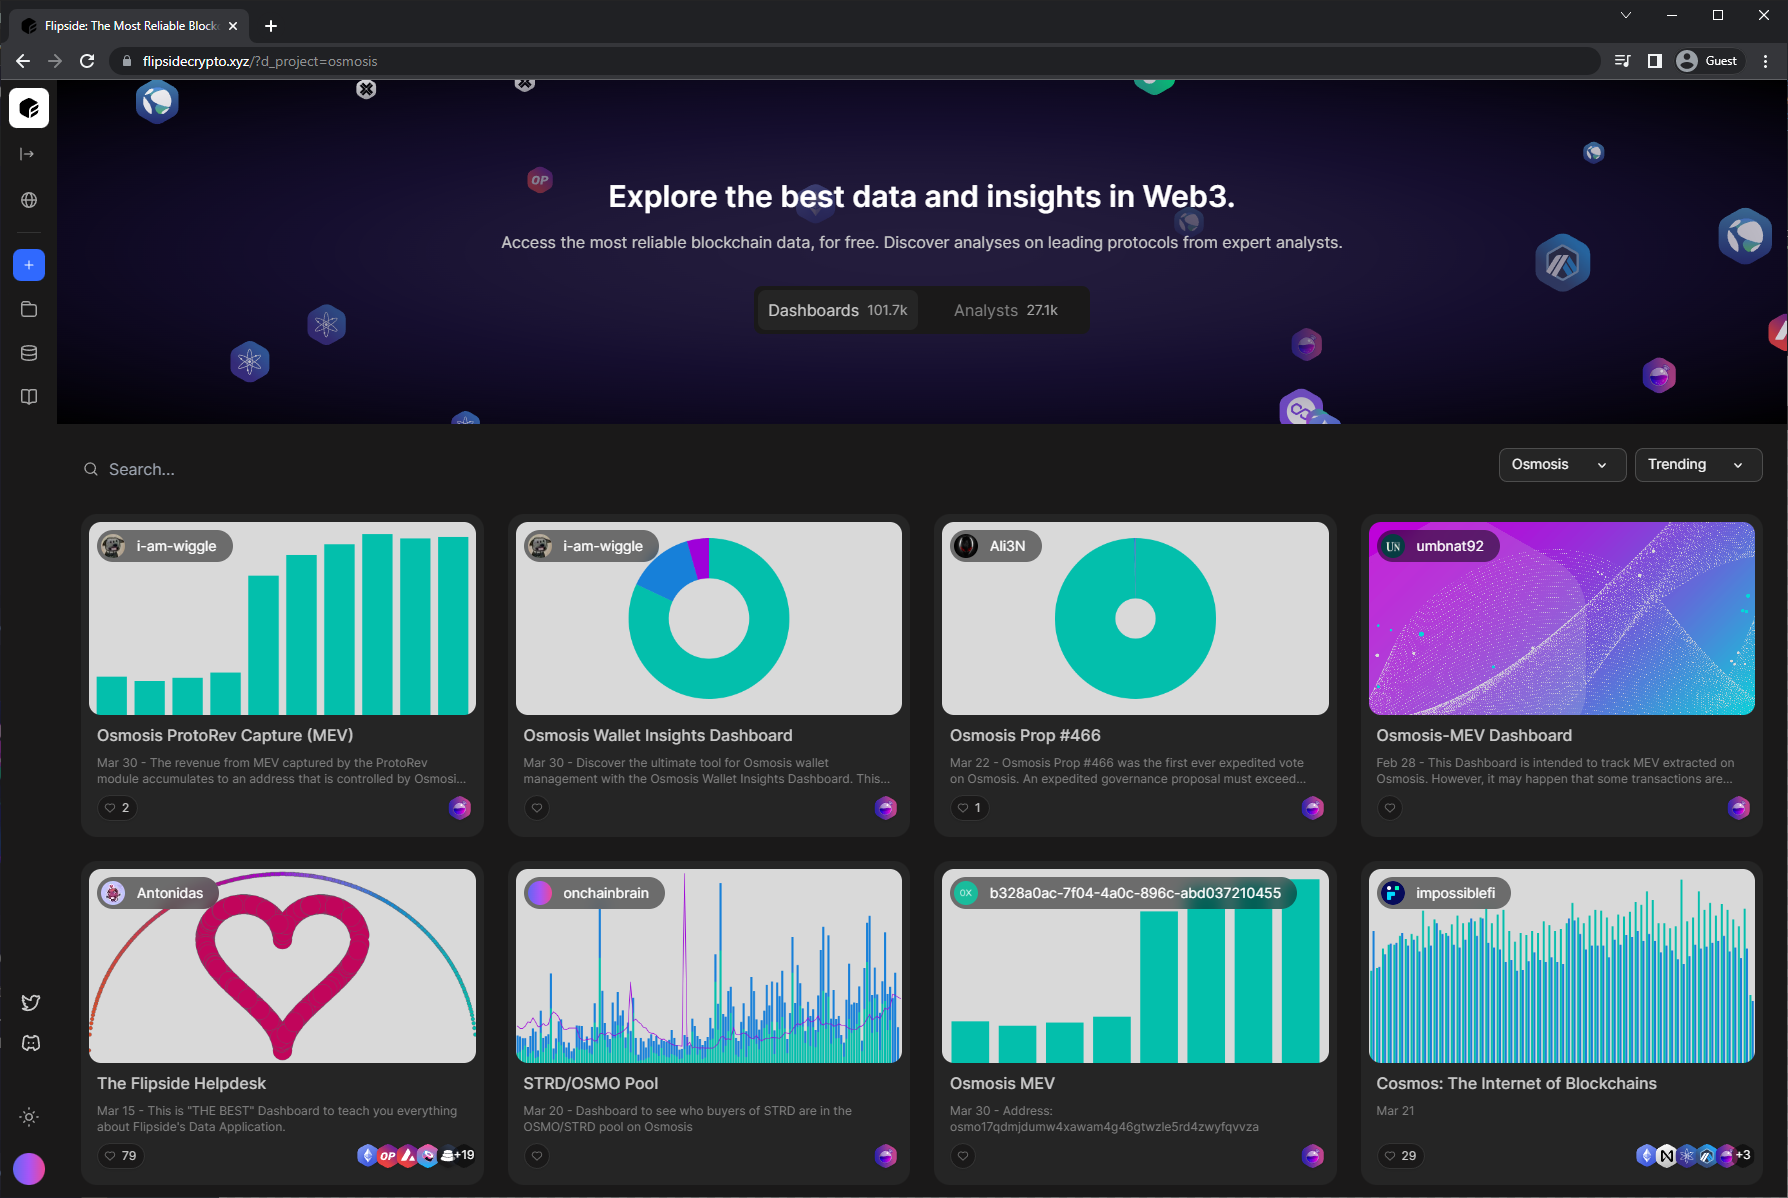 Flipside: The Most Reliable Block
flipsidecrypto.xyz/?d_project=osmosis
Guest
OP
Explore the best data and insights in Web3.
Access the most reliable blockchain data, for free. Discover analyses on leading protocols from expert analysts.
Dashboards 101.7k
Analysts 27.1k
Search...
Osmosis
Trending
i-am-wiggle
Osmosis ProtoRev Capture (MEV)
Mar 30 - The revenue from MEV captured by the ProtoRev
module accumulates to an address that is controlled by Osmosi...
2
i-am-wiggle
Osmosis Wallet Insights Dashboard
Mar 30 - Discover the ultimate tool for Osmosis wallet
management with the Osmosis Wallet Insights Dashboard. This...
Ali3N
Osmosis Prop #466
Mar 22 - Osmosis Prop #466 was the first ever expedited vote
on Osmosis. An expedited governance proposal must exceed...
1
UN
umbnat92
Osmosis-MEV Dashboard
Feb 28 - This Dashboard is intended to track MEV extracted on
Osmosis. However, it may happen that some transactions are...
Antonidas
The Flipside Helpdesk
Mar 15 - This is "THE BEST" Dashboard to teach you everything
about Flipside's Data Application.
79
OP
+19
onchainbrain
STRD/OSMO Pool
Mar 20 - Dashboard to see who buyers of STRD are in the
OSMO/STRD pool on Osmosis
0X
b328a0ac-7f04-4a0c-896c-abd037210455
Osmosis MEV
Mar 30 - Address:
osmo17qdmjdumw4xawam4g46gtwzle5rd4zwyfqvvza
impossiblefi
Cosmos: The Internet of Blockchains
Mar 21
29
+3